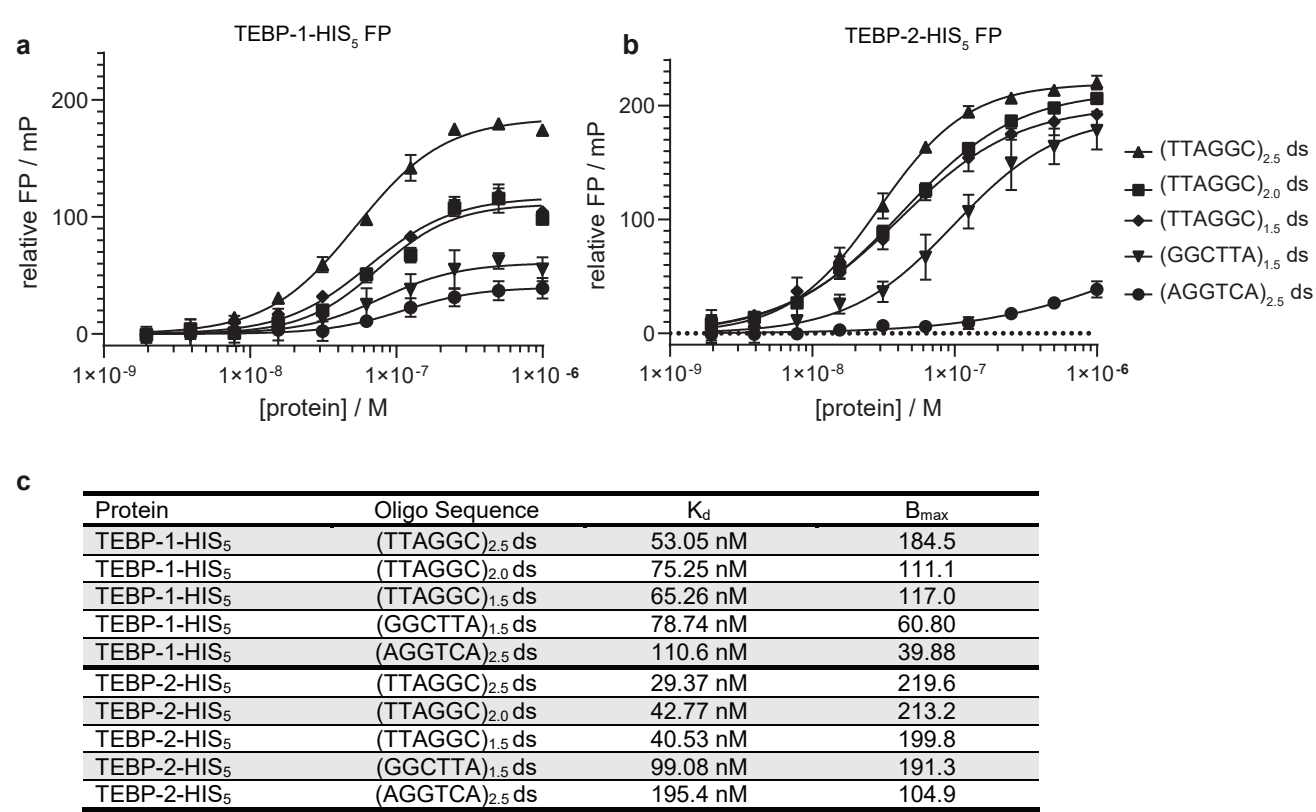 a
TEBP-1-HIS5 FP
200
100
0
relative FP / mP
1×10-9
1×10-8
1×10-7
1×10-6
[protein] / M
b
TEBP-2-HIS5 FP
200
100
0
relative FP / mP
1×10-9
1×10-8
1×10-7
1×10-6
[protein] / M
(TTAGGC)2.5 ds
(TTAGGC)2.0 ds
(TTAGGC)1.5 ds
(GGCTTA)1.5 ds
(AGGTCA)2.5 ds
c
Protein Oligo Sequence Kd Bmax
TEBP-1-HIS5 (TTAGGC)2.5 ds 53.05 nM 184.5
TEBP-1-HIS5 (TTAGGC)2.0 ds 75.25 nM 111.1
TEBP-1-HIS5 (TTAGGC)1.5 ds 65.26 nM 117.0
TEBP-1-HIS5 (GGCTTA)1.5 ds 78.74 nM 60.80
TEBP-1-HIS5 (AGGTCA)2.5 ds 110.6 nM 39.88
TEBP-2-HIS5 (TTAGGC)2.5 ds 29.37 nM 219.6
TEBP-2-HIS5 (TTAGGC)2.0 ds 42.77 nM 213.2
TEBP-2-HIS5 (TTAGGC)1.5 ds 40.53 nM 199.8
TEBP-2-HIS5 (GGCTTA)1.5 ds 99.08 nM 191.3
TEBP-2-HIS5 (AGGTCA)2.5 ds 195.4 nM 104.9